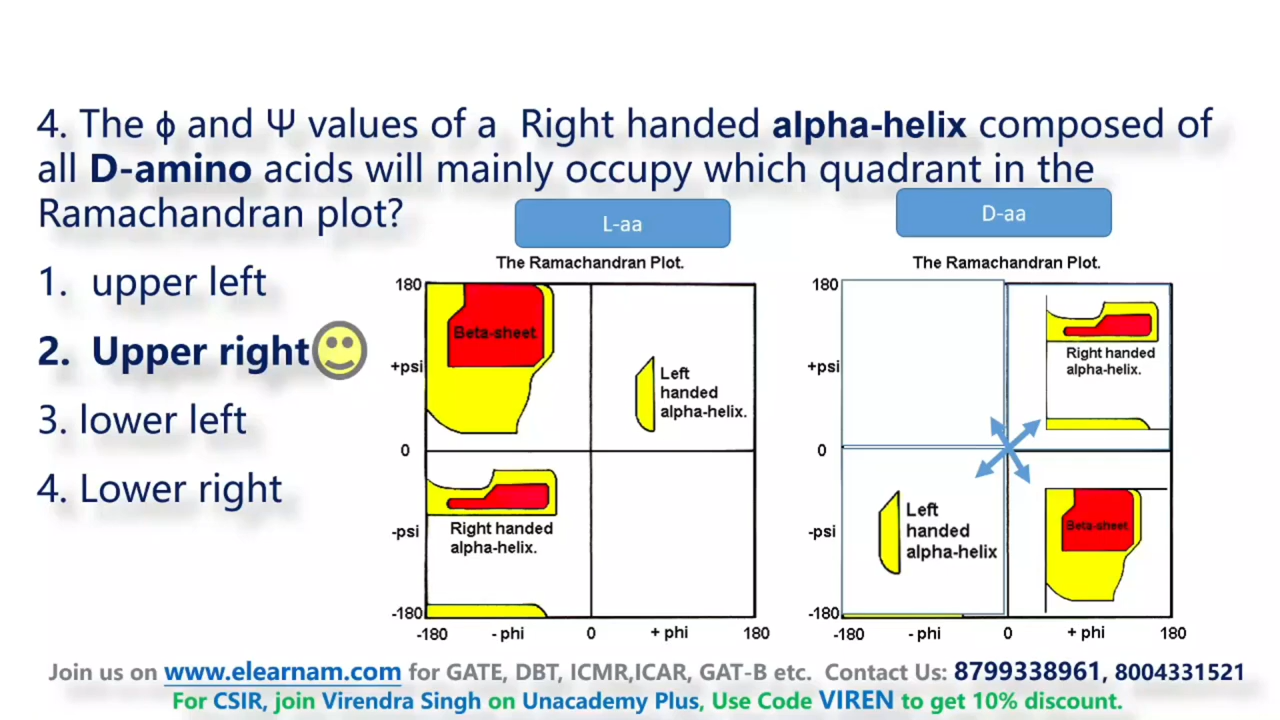 4. The ϕ and Ψ values of a Right handed alpha-helix composed of
all D-amino acids will mainly occupy which quadrant in the
Ramachandran plot?
1. upper left
2. Upper right
3. lower left
4. Lower right
L-aa
The Ramachandran Plot.
180
+psi
0
-psi
-180
Beta-sheet
Left
handed
alpha-helix.
Right handed
alpha-helix.
-180 - phi 0 + phi 180
D-aa
The Ramachandran Plot.
180
+psi
0
-psi
-180
Right handed
alpha-helix.
Left
handed
alpha-helix
Beta-sheet
-180 - phi 0 + phi 180
Join us on www.elearnam.com for GATE, DBT, ICMR,ICAR, GAT-B etc. Contact Us: 8799338961, 8004331521
For CSIR, join Virendra Singh on Unacademy Plus, Use Code VIREN to get 10% discount.